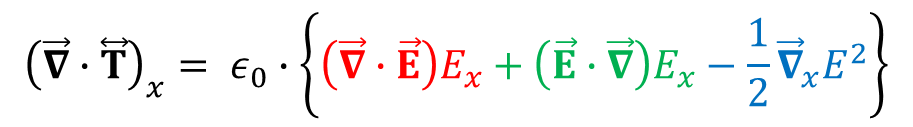 (∇⃗ · T⃡)ₓ = ϵ₀ · {(∇⃗ · E⃗)Eₓ + (E⃗ · ∇⃗)Eₓ − 1/2 ∇⃗ₓE²}